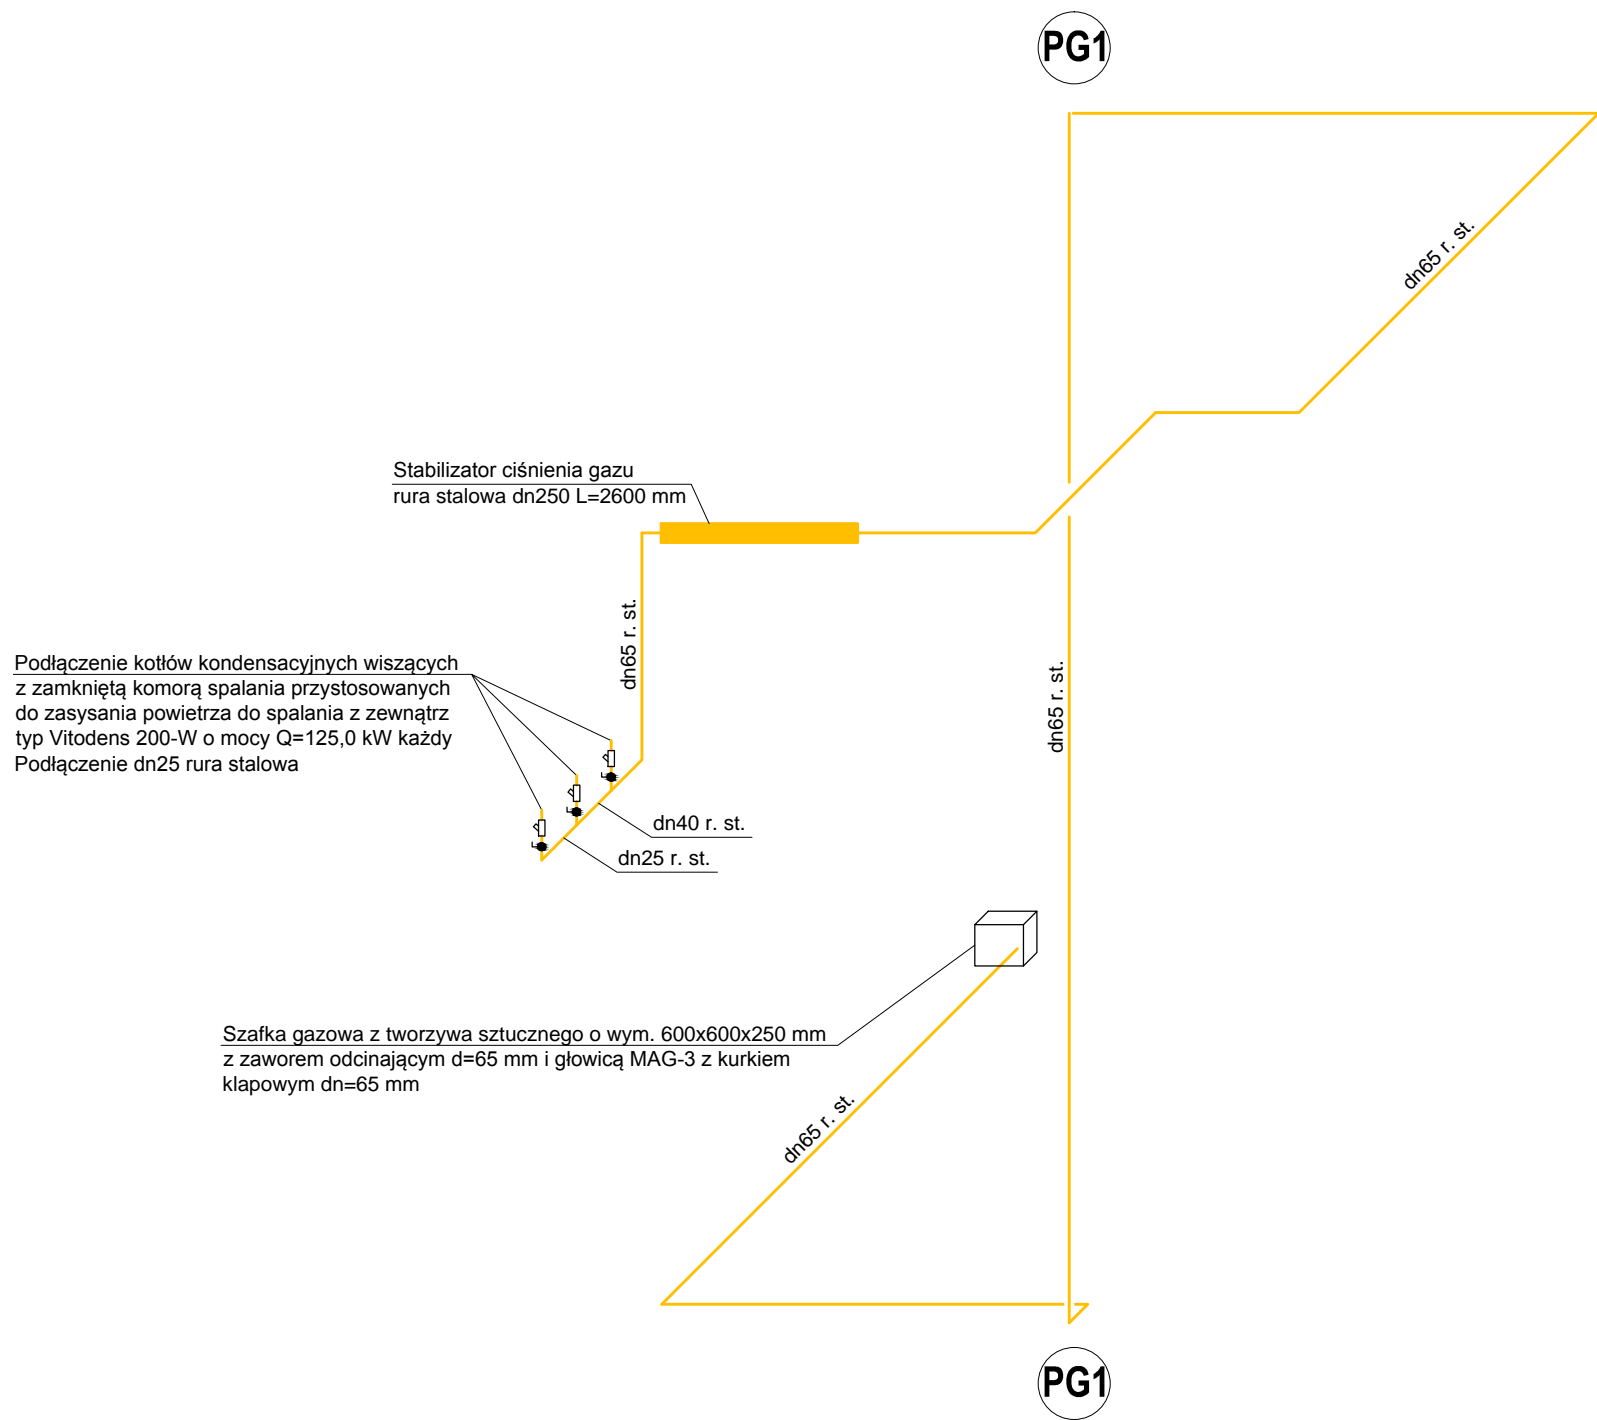 PG1
dn65 r. st.
Stabilizator ciśnienia gazu
rura stalowa dn250 L=2600 mm
dn65 r. st.
Podłączenie kotłów kondensacyjnych wiszących
z zamkniętą komorą spalania przystosowanych
do zasysania powietrza do spalania z zewnątrz
typ Vitodens 200-W o mocy Q=125,0 kW każdy
Podłączenie dn25 rura stalowa
dn65 r. st.
dn40 r. st.
dn25 r. st.
Szafka gazowa z tworzywa sztucznego o wym. 600x600x250 mm
z zaworem odcinającym d=65 mm i głowicą MAG-3 z kurkiem
klapowym dn=65 mm
dn65 r. st.
PG1